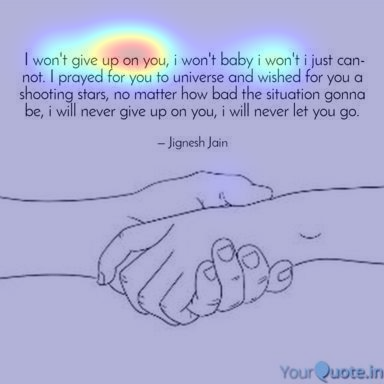 I won't give up on you, i won't baby i won't i just can-
not. I prayed for you to universe and wished for you a
shooting stars, no matter how bad the situation gonna
be, i will never give up on you, i will never let you go.
– Jignesh Jain
YourQuote.in